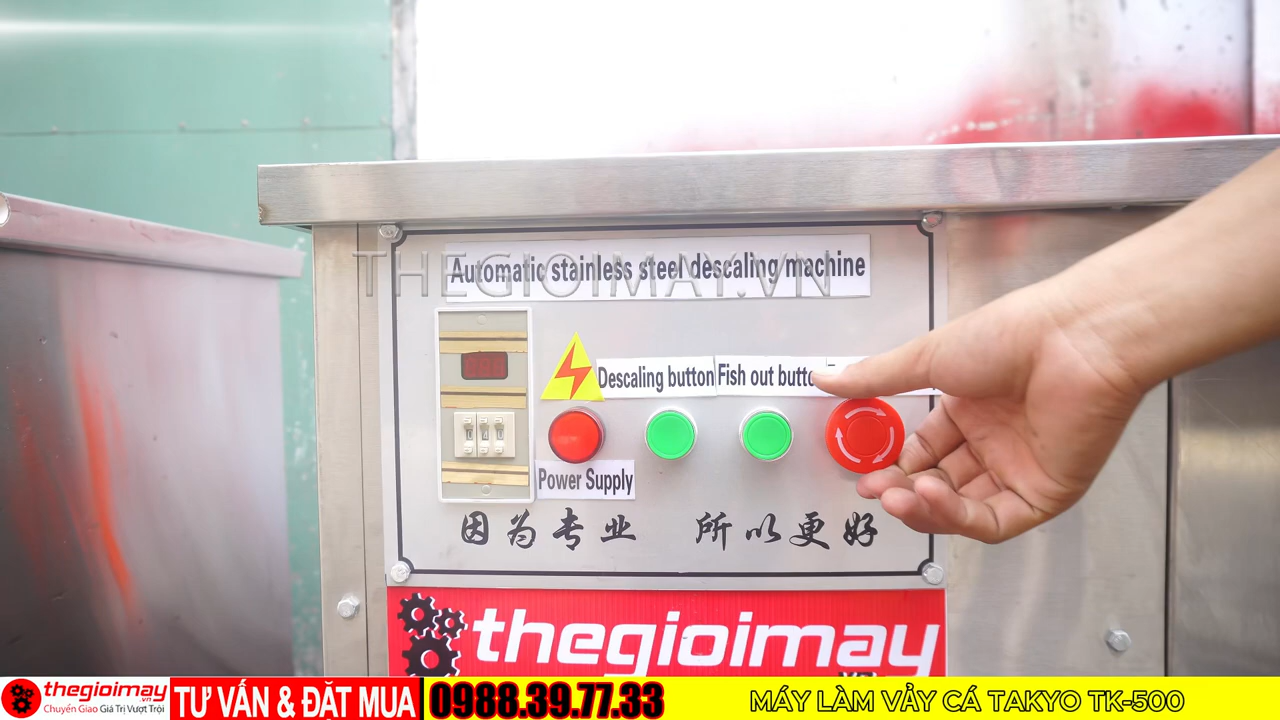 Automatic stainless steel descaling machine
THEGIOIMAY.VN
Descaling button Fish out butto
Power Supply
因为专业 所以更好
thegioimay
thegioimay
.vn
Chuyển Giao Giá Trị Vượt Trội
TƯ VẤN & ĐẶT MUA
0988.39.77.33
MÁY LÀM VẢY CÁ TAKYO TK-500